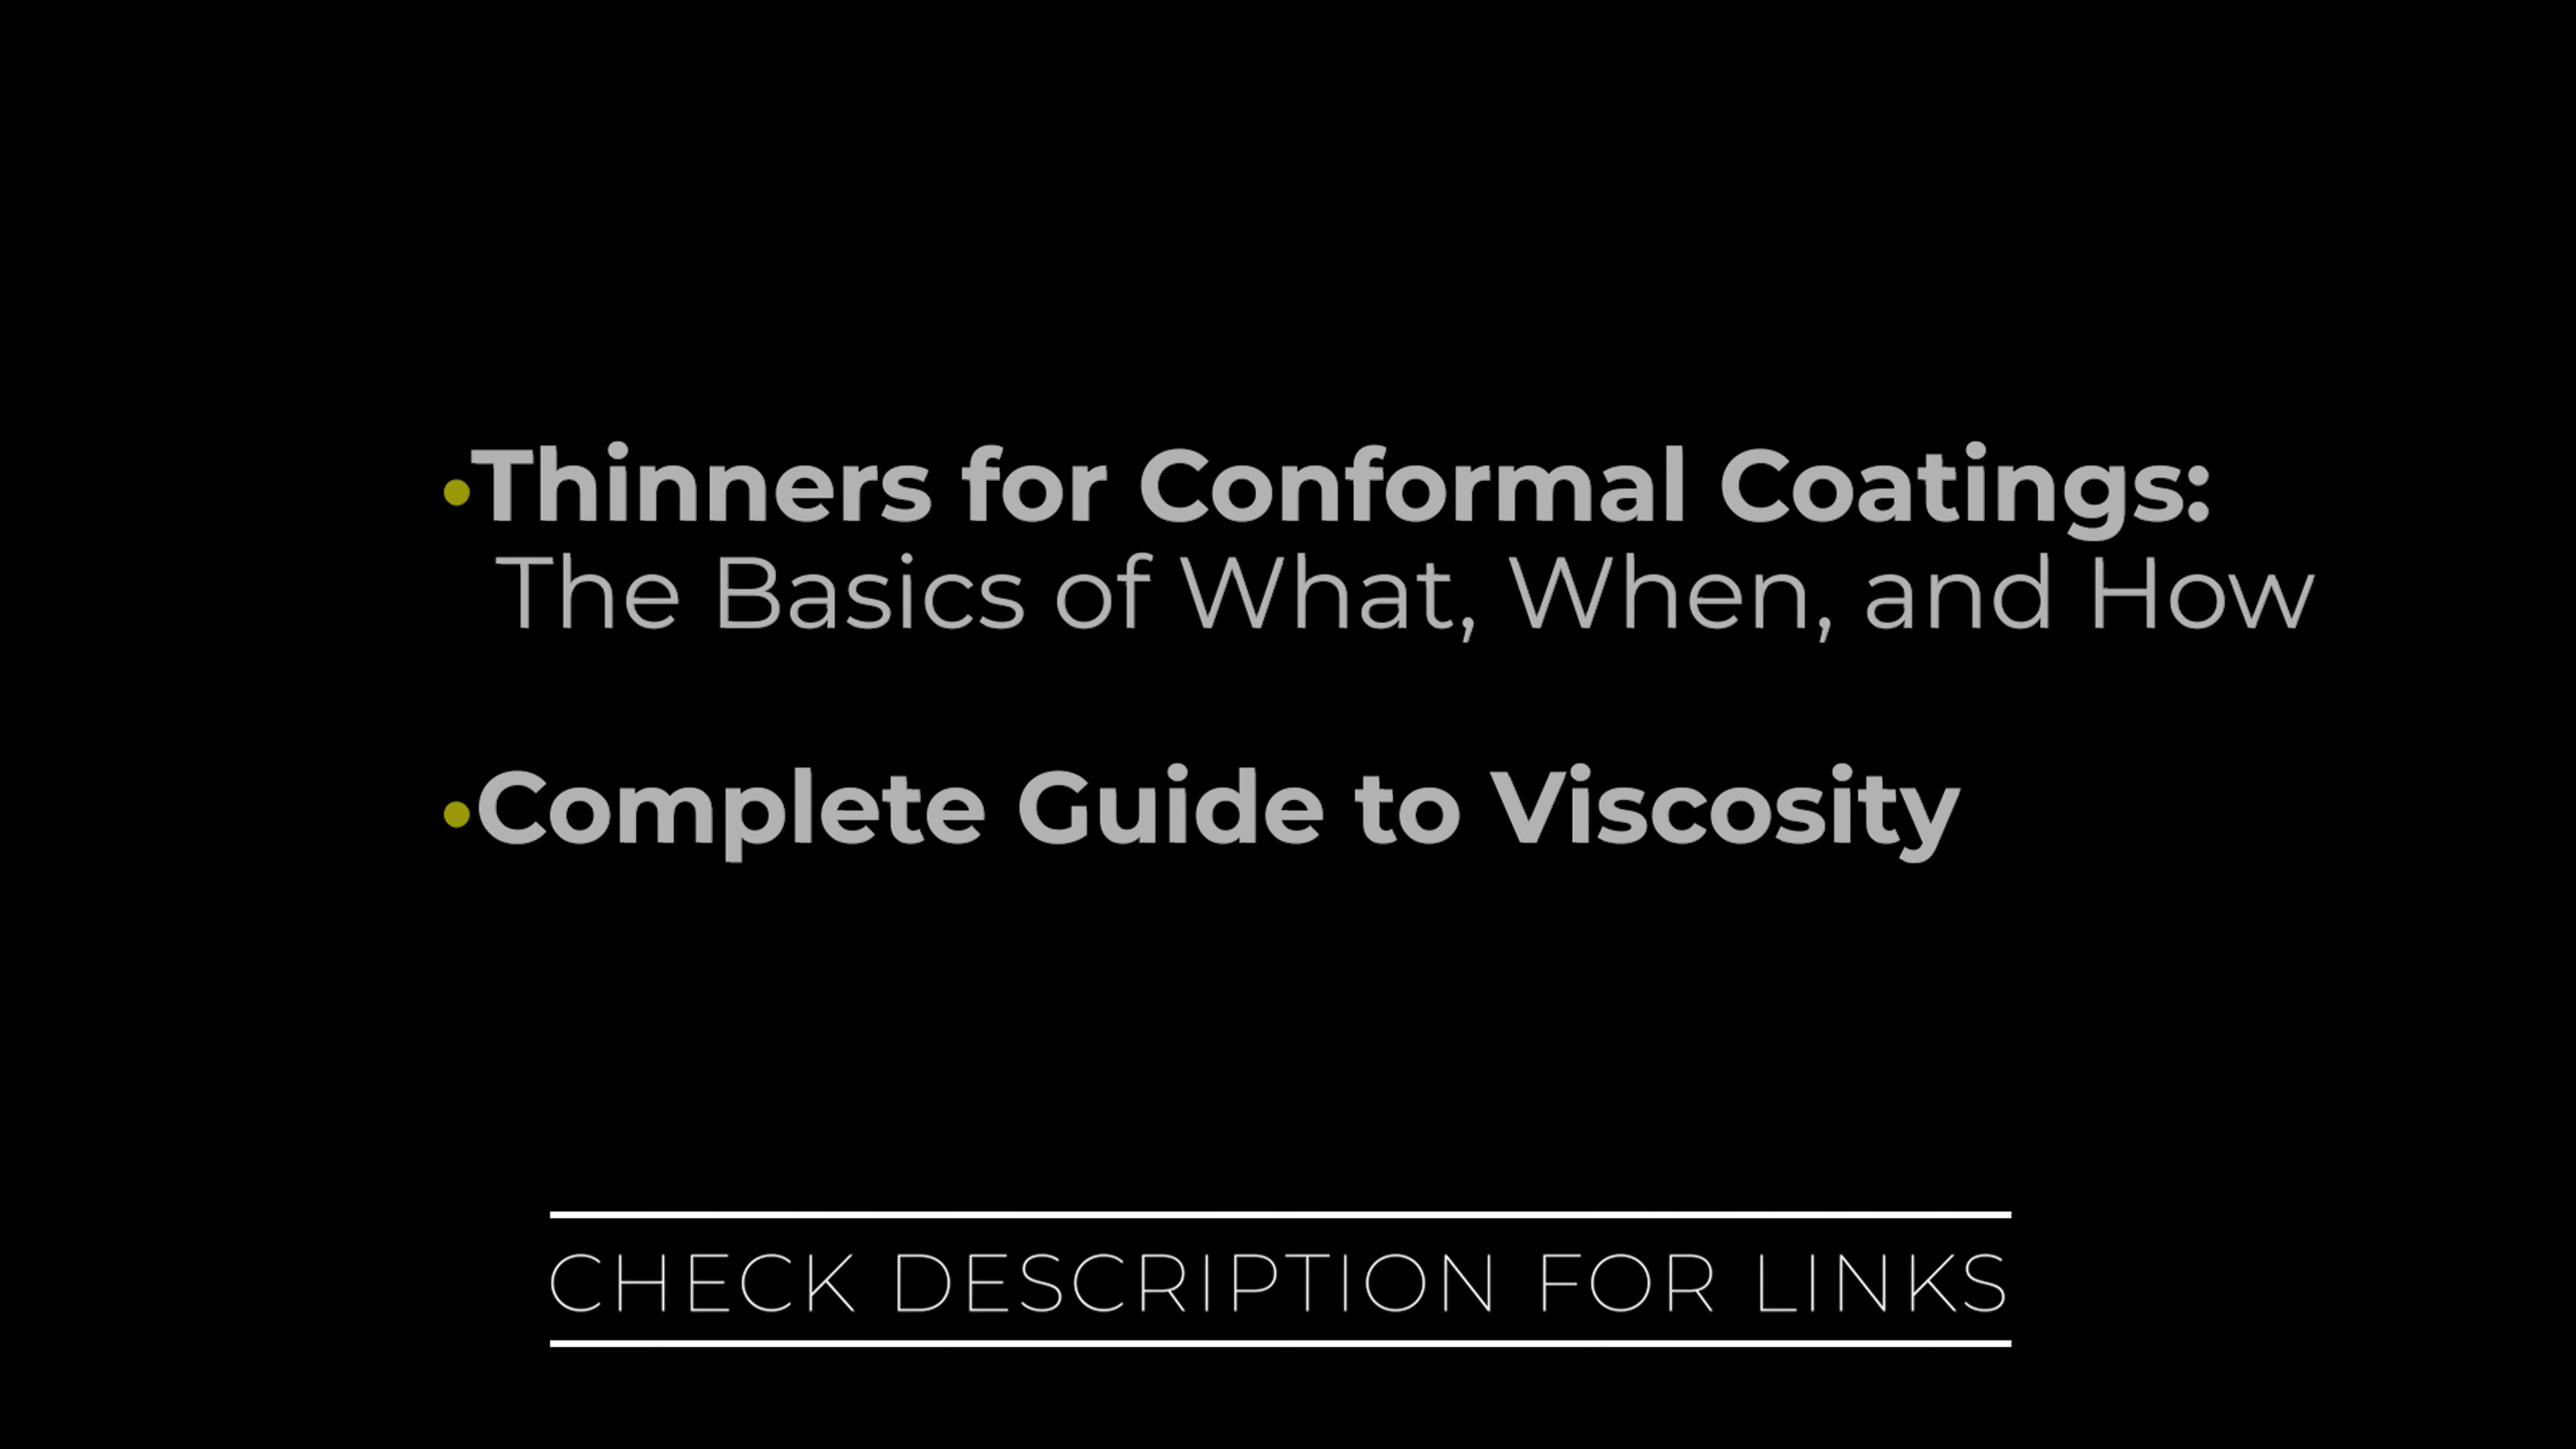 •Thinners for Conformal Coatings:
The Basics of What, When, and How
•Complete Guide to Viscosity
CHECK DESCRIPTION FOR LINKS